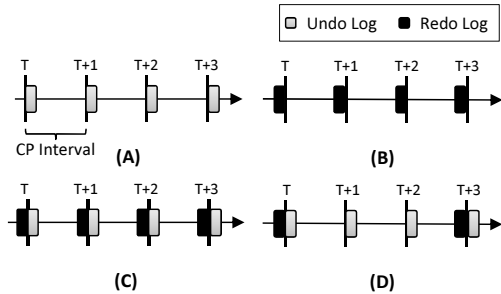 Undo Log Redo Log
T T+1 T+2 T+3
T T+1 T+2 T+3
CP Interval
(A)
(B)
T T+1 T+2 T+3
T T+1 T+2 T+3
(C)
(D)